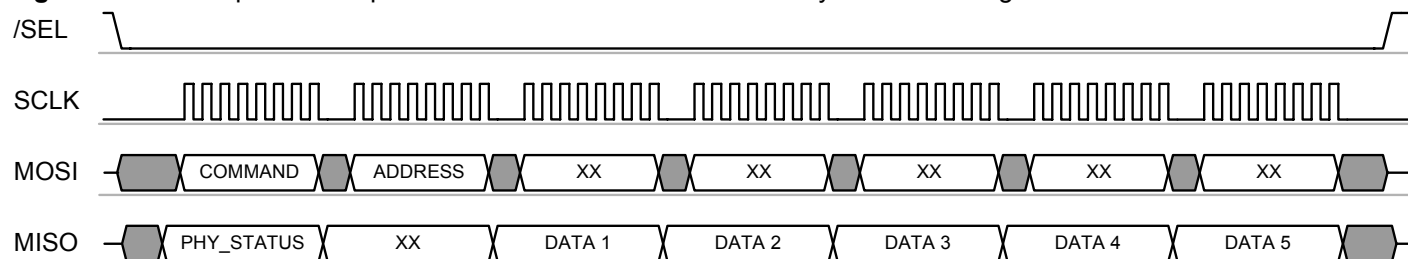 /SEL
SCLK
MOSI COMMAND ADDRESS XX XX XX XX XX
MISO PHY_STATUS XX DATA 1 DATA 2 DATA 3 DATA 4 DATA 5